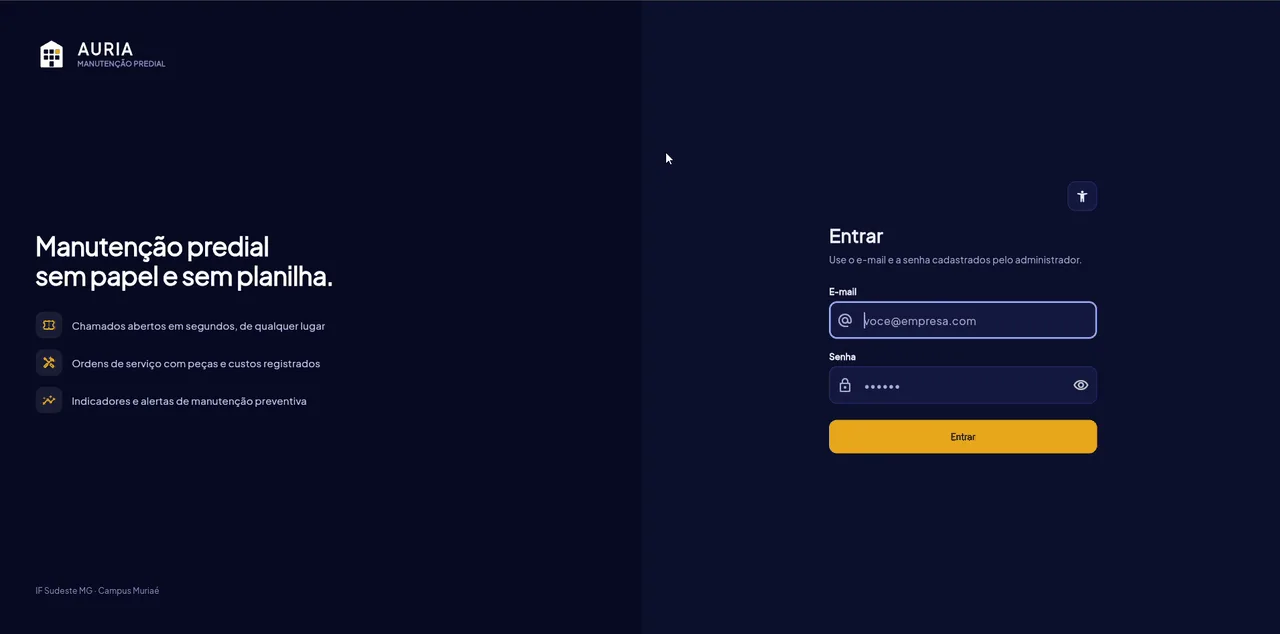 AURIA
MANUTENÇÃO PREDIAL
Manutenção predial
sem papel e sem planilha.
Chamados abertos em segundos, de qualquer lugar
Ordens de serviço com peças e custos registrados
Indicadores e alertas de manutenção preventiva
IF Sudeste MG · Campus Muriaé
Entrar
Use o e-mail e a senha cadastrados pelo administrador.
E-mail
voce@empresa.com
Senha
••••••
Entrar